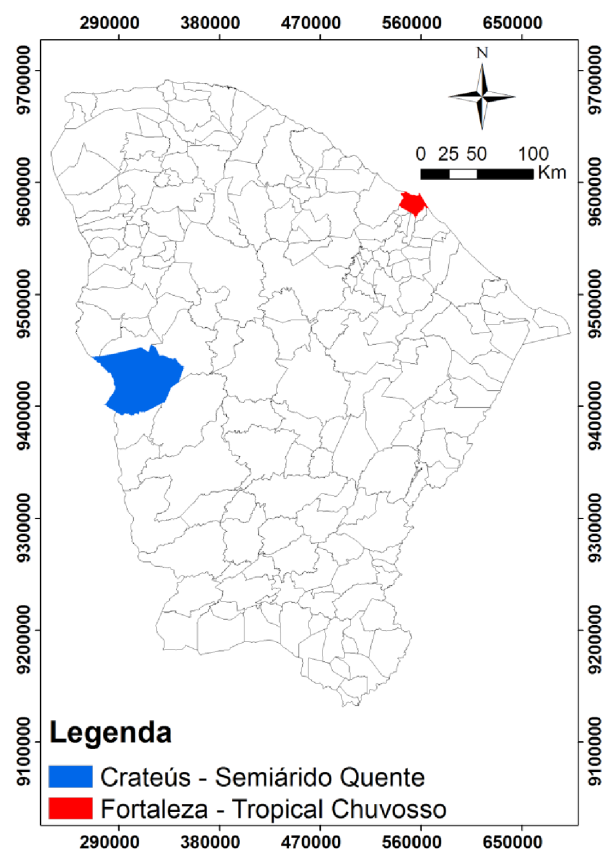 290000 380000 470000 560000 650000
N
9700000 9700000
0 25 50 100
Km
9600000 9600000
9500000 9500000
9400000 9400000
9300000 9300000
9200000 9200000
9100000 9100000
Legenda
Crateús - Semiárido Quente
Fortaleza - Tropical Chuvosso
290000 380000 470000 560000 650000